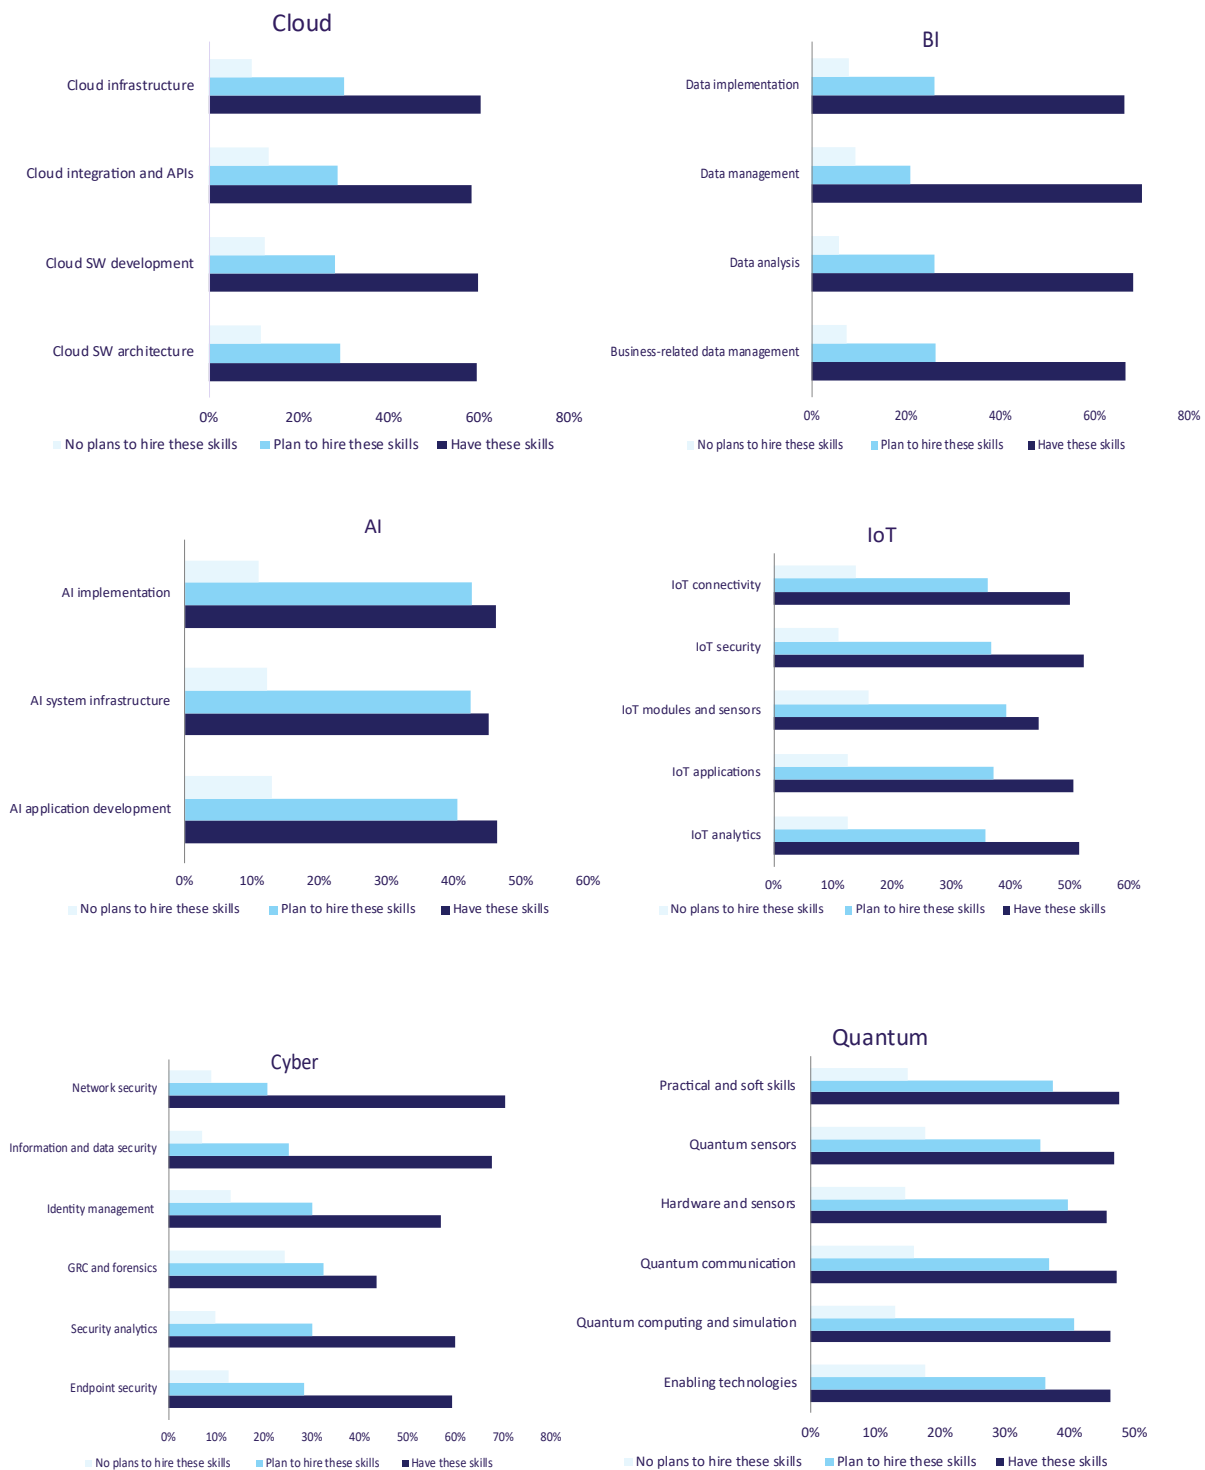 Cloud
Cloud infrastructure
Cloud integration and APIs
Cloud SW development
Cloud SW architecture
0% 20% 40% 60% 80%
No plans to hire these skills Plan to hire these skills Have these skills
BI
Data implementation
Data management
Data analysis
Business-related data management
0% 20% 40% 60% 80%
No plans to hire these skills Plan to hire these skills Have these skills
AI
AI implementation
AI system infrastructure
AI application development
0% 10% 20% 30% 40% 50% 60%
No plans to hire these skills Plan to hire these skills Have these skills
IoT
IoT connectivity
IoT security
IoT modules and sensors
IoT applications
IoT analytics
0% 10% 20% 30% 40% 50% 60%
No plans to hire these skills Plan to hire these skills Have these skills
Cyber
Network security
Information and data security
Identity management
GRC and forensics
Security analytics
Endpoint security
0% 10% 20% 30% 40% 50% 60% 70% 80%
No plans to hire these skills Plan to hire these skills Have these skills
Quantum
Practical and soft skills
Quantum sensors
Hardware and sensors
Quantum communication
Quantum computing and simulation
Enabling technologies
0% 10% 20% 30% 40% 50%
No plans to hire these skills Plan to hire these skills Have these skills